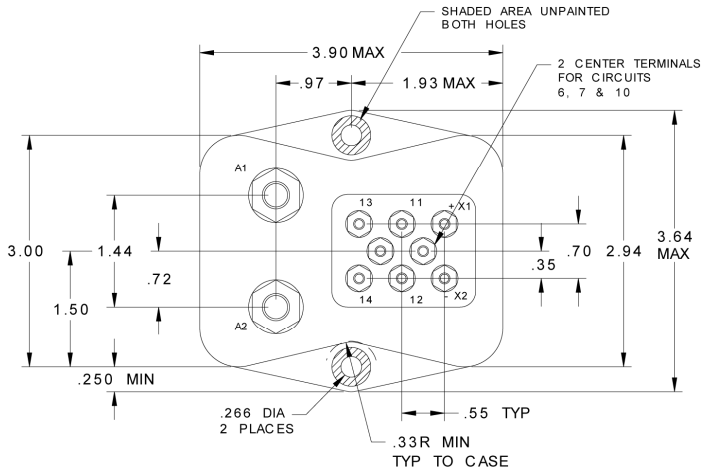 SHADED AREA UNPAINTED
BOTH HOLES
3.90 MAX
.97
1.93 MAX
2 CENTER TERMINALS
FOR CIRCUITS
6, 7 & 10
A1
13
11
+ X1
3.00
1.44
.70
2.94
3.64
MAX
.72
.35
1.50
14
12
- X2
A2
.250 MIN
.266 DIA
2 PLACES
.55 TYP
.33R MIN
TYP TO CASE